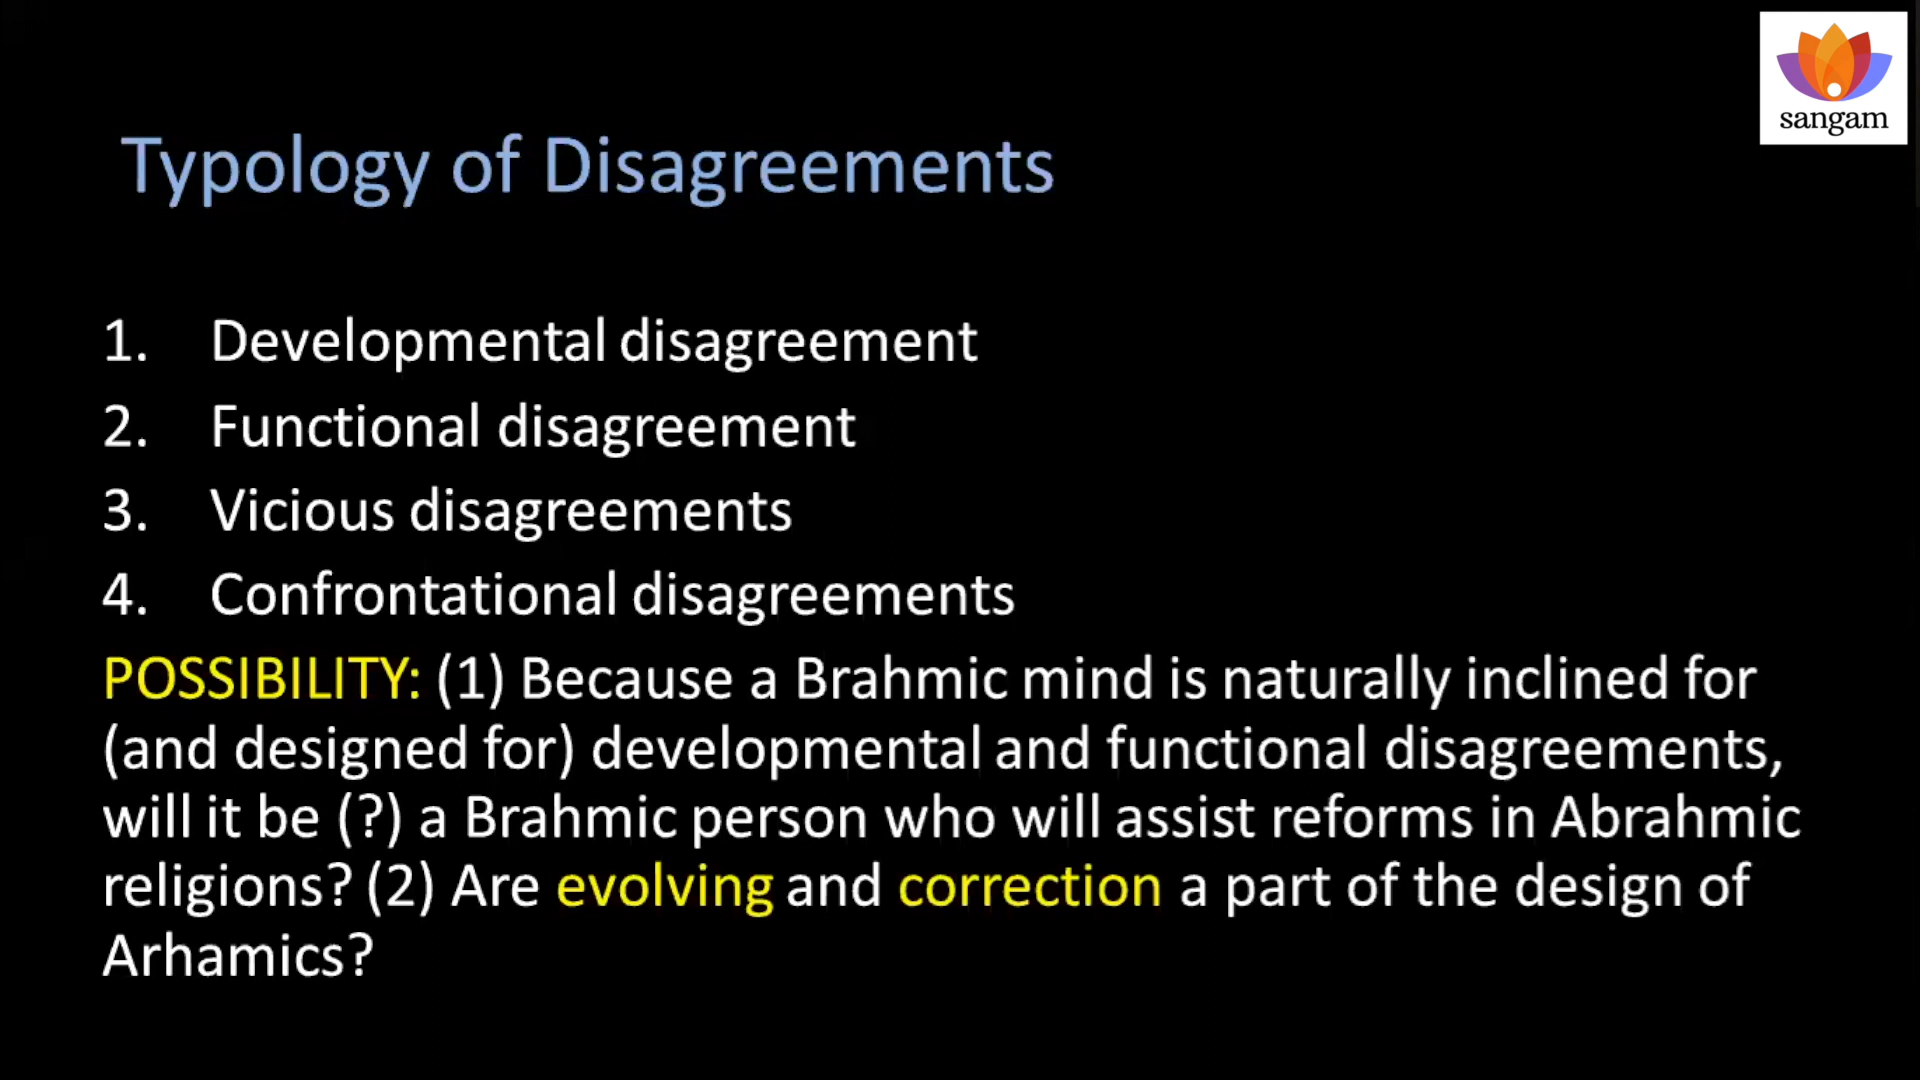 sangam
Typology of Disagreements
1. Developmental disagreement
2. Functional disagreement
3. Vicious disagreements
4. Confrontational disagreements
POSSIBILITY: (1) Because a Brahmic mind is naturally inclined for
(and designed for) developmental and functional disagreements,
will it be (?) a Brahmic person who will assist reforms in Abrahmic
religions? (2) Are evolving and correction a part of the design of
Arhamics?